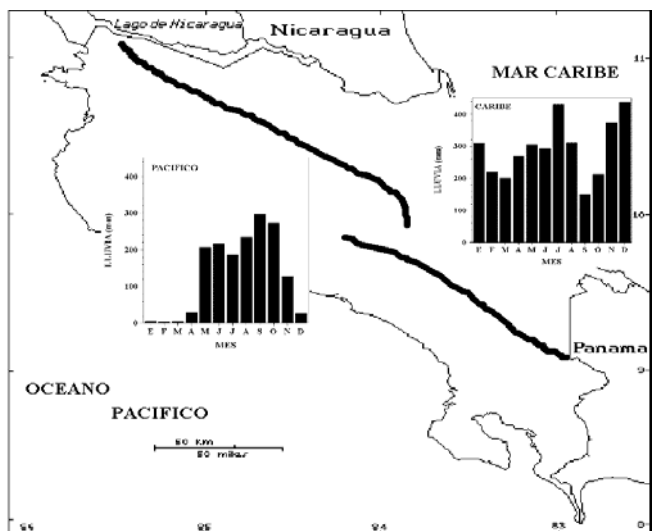 Lago de Nicaragua
Nicaragua
11
MAR CARIBE
CARIBE
400
300
200
100
0
LLUVIA (mm)
E F M A M J J A S O N D
MES
PACIFICO
400
300
200
100
0
LLUVIA (mm)
E F M A M J J A S O N D
MES
10
Panama
9
OCEANO
PACIFICO
50 KM
50 miles
85
84
83